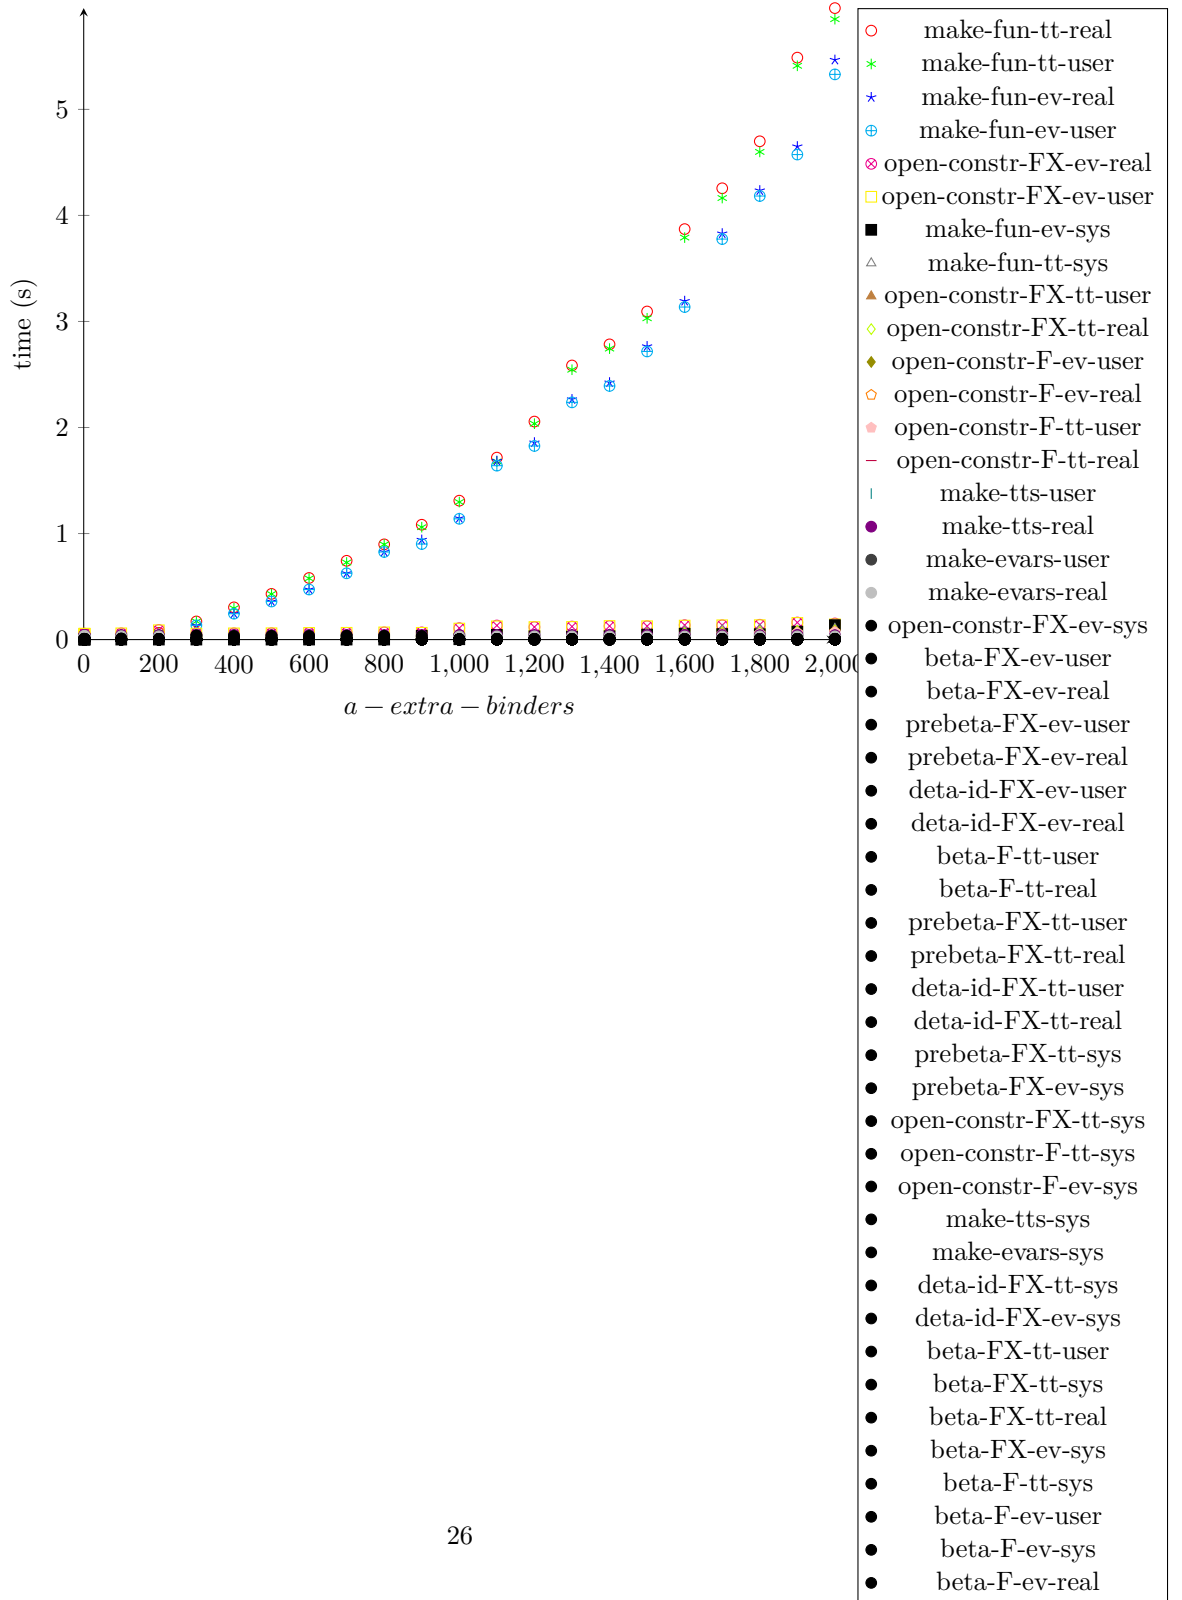 5
4
3
2
1
0
time (s)
0 200 400 600 800 1,000 1,200 1,400 1,600 1,800 2,000
a − extra − binders
make-fun-tt-real
make-fun-tt-user
make-fun-ev-real
make-fun-ev-user
open-constr-FX-ev-real
open-constr-FX-ev-user
make-fun-ev-sys
make-fun-tt-sys
open-constr-FX-tt-user
open-constr-FX-tt-real
open-constr-F-ev-user
open-constr-F-ev-real
open-constr-F-tt-user
open-constr-F-tt-real
make-tts-user
make-tts-real
make-evars-user
make-evars-real
open-constr-FX-ev-sys
beta-FX-ev-user
beta-FX-ev-real
prebeta-FX-ev-user
prebeta-FX-ev-real
deta-id-FX-ev-user
deta-id-FX-ev-real
beta-F-tt-user
beta-F-tt-real
prebeta-FX-tt-user
prebeta-FX-tt-real
deta-id-FX-tt-user
deta-id-FX-tt-real
prebeta-FX-tt-sys
prebeta-FX-ev-sys
open-constr-FX-tt-sys
open-constr-F-tt-sys
open-constr-F-ev-sys
make-tts-sys
make-evars-sys
deta-id-FX-tt-sys
deta-id-FX-ev-sys
beta-FX-tt-user
beta-FX-tt-sys
beta-FX-tt-real
beta-FX-ev-sys
beta-F-tt-sys
beta-F-ev-user
beta-F-ev-sys
beta-F-ev-real
26